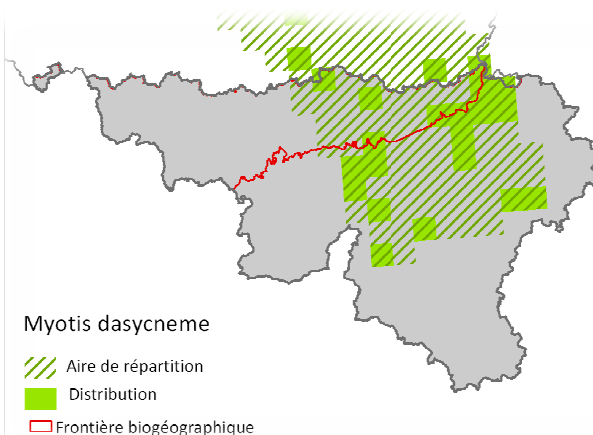 Myotis dasycneme
Aire de répartition
Distribution
Frontière biogéographique